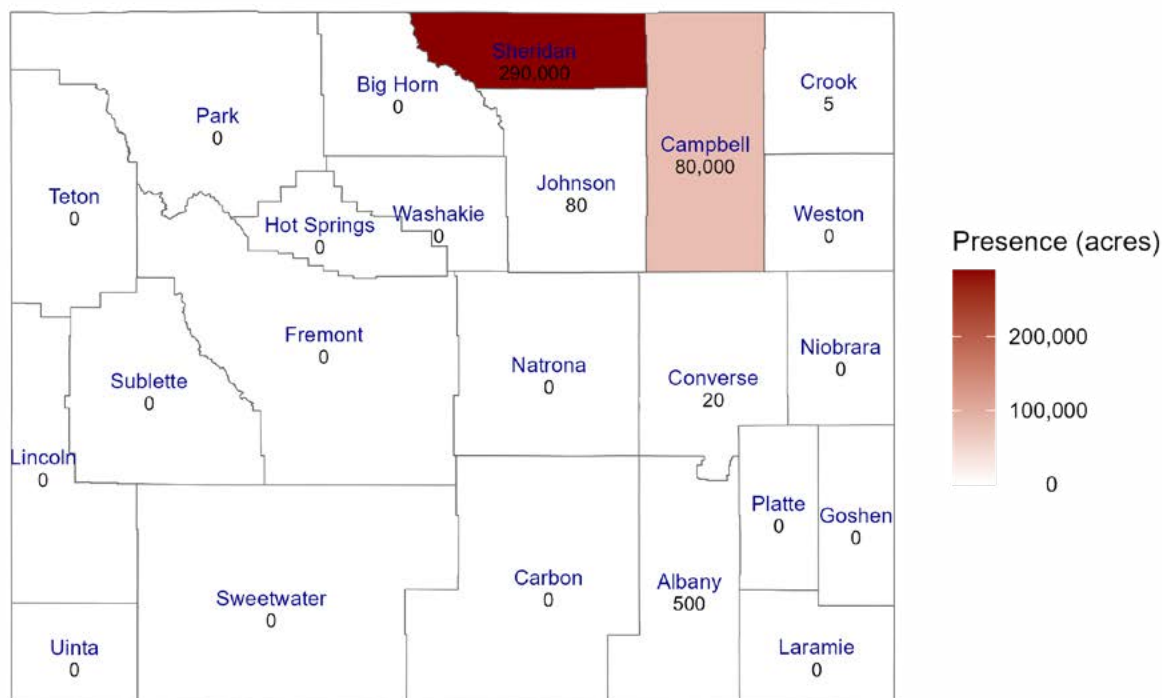 Sheridan
290,000
Big Horn
0
Crook
5
Park
0
Campbell
80,000
Johnson
80
Teton
0
Washakie
0
Weston
0
Hot Springs
0
Fremont
0
Natrona
0
Niobrara
0
Converse
20
Sublette
0
Lincoln
0
Platte
0
Goshen
0
Carbon
0
Albany
500
Sweetwater
0
Uinta
0
Laramie
0
Presence (acres)
200,000
100,000
0